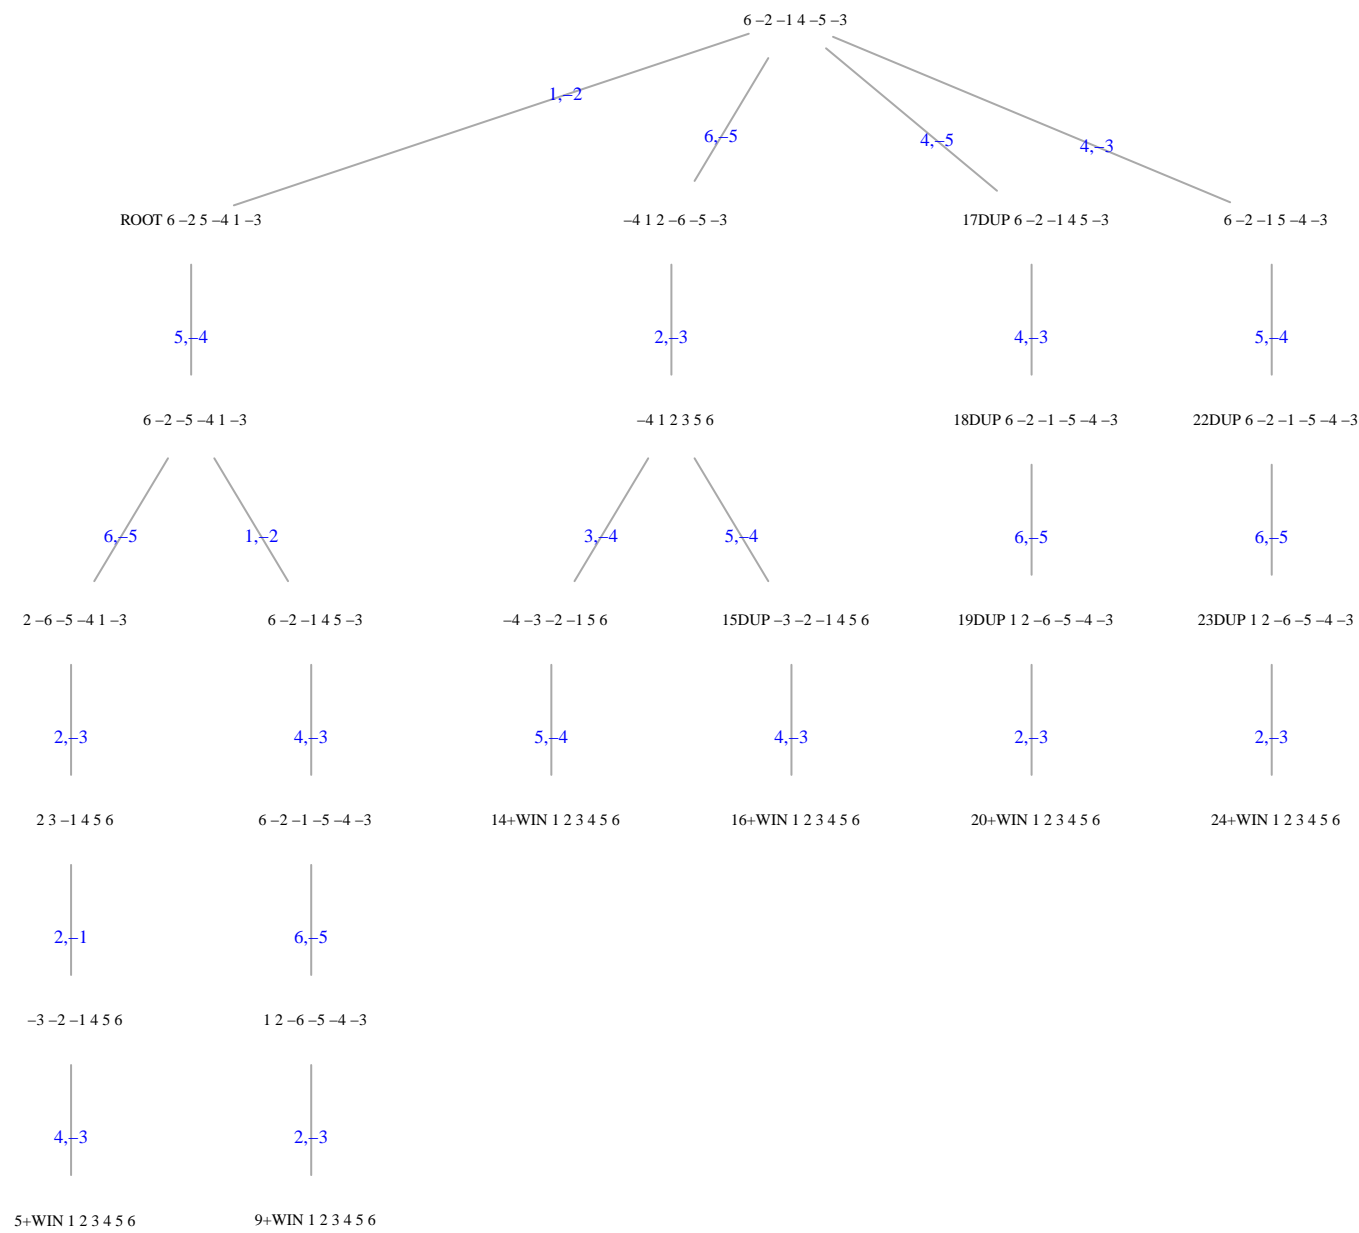 6 –2 –1 4 –5 –3
1,–2
6,–5
4,–5
4,–3
ROOT 6 –2 5 –4 1 –3
–4 1 2 –6 –5 –3
17DUP 6 –2 –1 4 5 –3
6 –2 –1 5 –4 –3
5,–4
2,–3
4,–3
5,–4
6 –2 –5 –4 1 –3
–4 1 2 3 5 6
18DUP 6 –2 –1 –5 –4 –3
22DUP 6 –2 –1 –5 –4 –3
6,–5
1,–2
3,–4
5,–4
6,–5
6,–5
2 –6 –5 –4 1 –3
6 –2 –1 4 5 –3
–4 –3 –2 –1 5 6
15DUP –3 –2 –1 4 5 6
19DUP 1 2 –6 –5 –4 –3
23DUP 1 2 –6 –5 –4 –3
2,–3
4,–3
5,–4
4,–3
2,–3
2,–3
2 3 –1 4 5 6
6 –2 –1 –5 –4 –3
14+WIN 1 2 3 4 5 6
16+WIN 1 2 3 4 5 6
20+WIN 1 2 3 4 5 6
24+WIN 1 2 3 4 5 6
2,–1
6,–5
–3 –2 –1 4 5 6
1 2 –6 –5 –4 –3
4,–3
2,–3
5+WIN 1 2 3 4 5 6
9+WIN 1 2 3 4 5 6